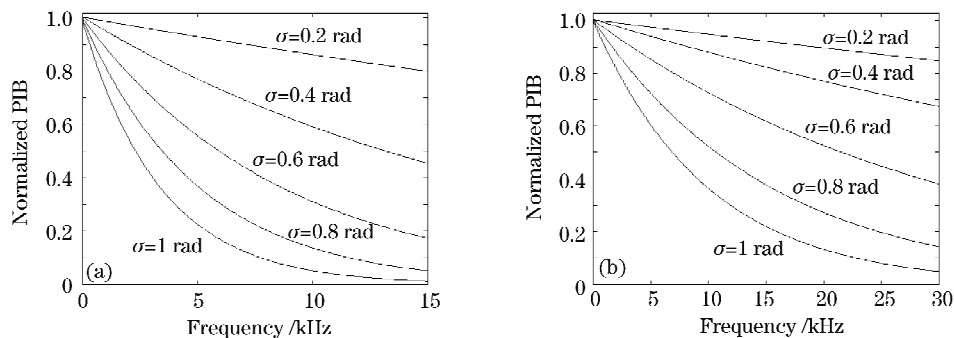 1.0
0.8
0.6
0.4
0.2
0
Normalized PIB
σ=0.2 rad
σ=0.4 rad
σ=0.6 rad
σ=0.8 rad
σ=1 rad
(a)
0 5 10 15
Frequency /kHz
1.0
0.8
0.6
0.4
0.2
0
Normalized PIB
σ=0.2 rad
σ=0.4 rad
σ=0.6 rad
σ=0.8 rad
σ=1 rad
(b)
0 5 10 15 20 25 30
Frequency /kHz